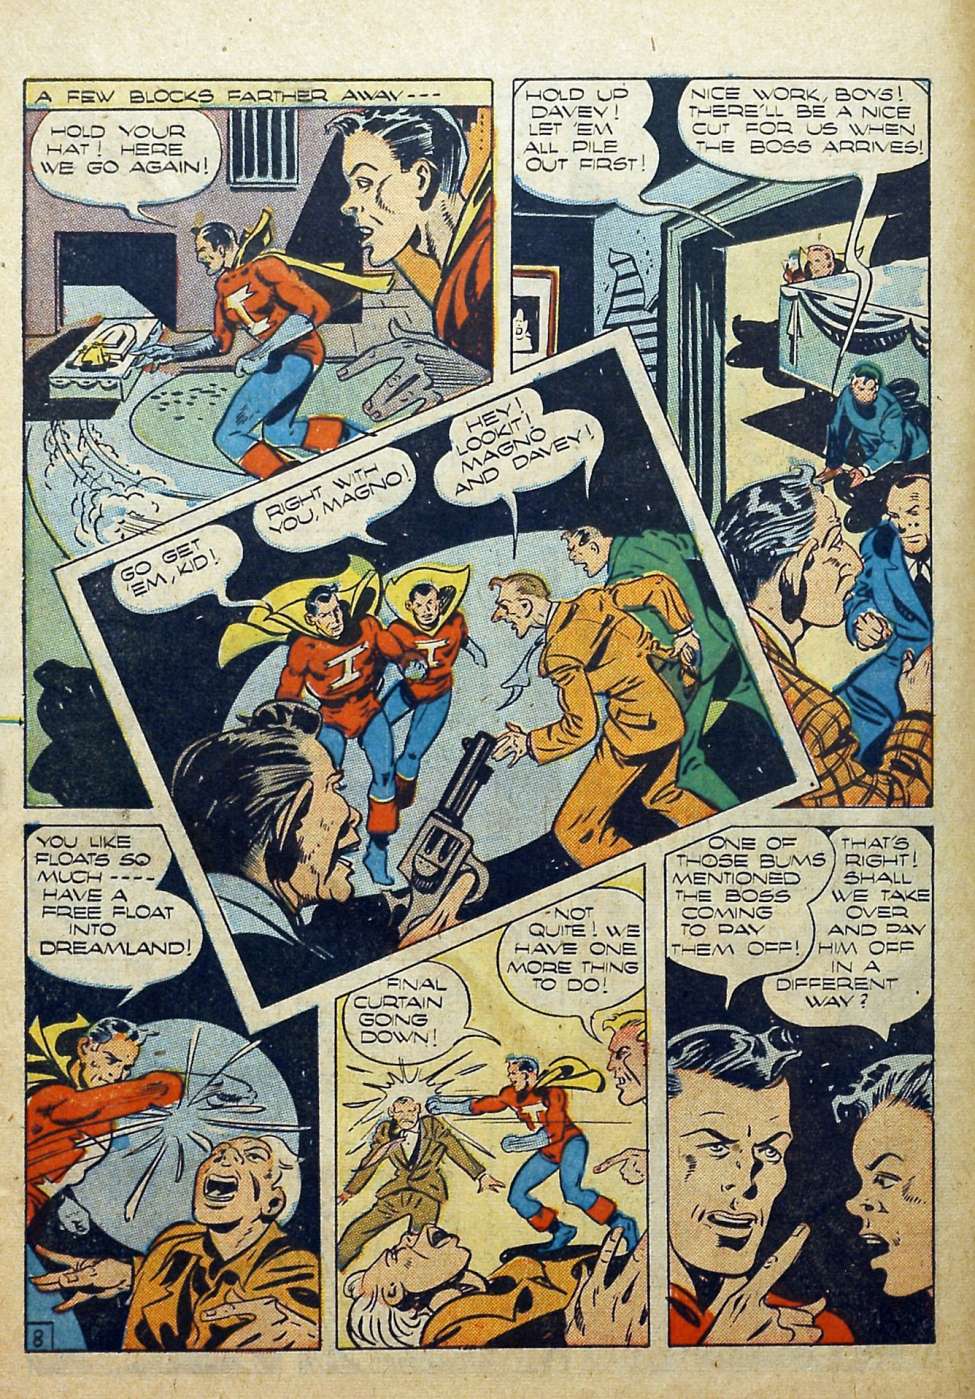 A FEW BLOCKS FARTHER AWAY---
HOLD YOUR
HAT! HERE
WE GO AGAIN!
HOLD UP
DAVEY!
LET 'EM
ALL PILE
OUT FIRST!
NICE WORK, BOYS!
THERE'LL BE A NICE
CUT FOR US WHEN
THE BOSS ARRIVES!
GO GET
'EM, KID!
RIGHT WITH
YOU, MAGNO!
HEY!
LOOKIT!
MAGNO
AND DAVEY!
YOU LIKE
FLOATS SO
MUCH ----
HAVE A
FREE FLOAT
INTO
DREAMLAND!
FINAL
CURTAIN
GOING
DOWN!
-NOT
QUITE! WE
HAVE ONE
MORE THING
TO DO!
ONE OF
THOSE BUMS
MENTIONED
THE BOSS
COMING
TO PAY
THEM OFF!
THAT'S
RIGHT!
SHALL
WE TAKE
OVER
AND PAY
HIM OFF
IN A
DIFFERENT
WAY?
8